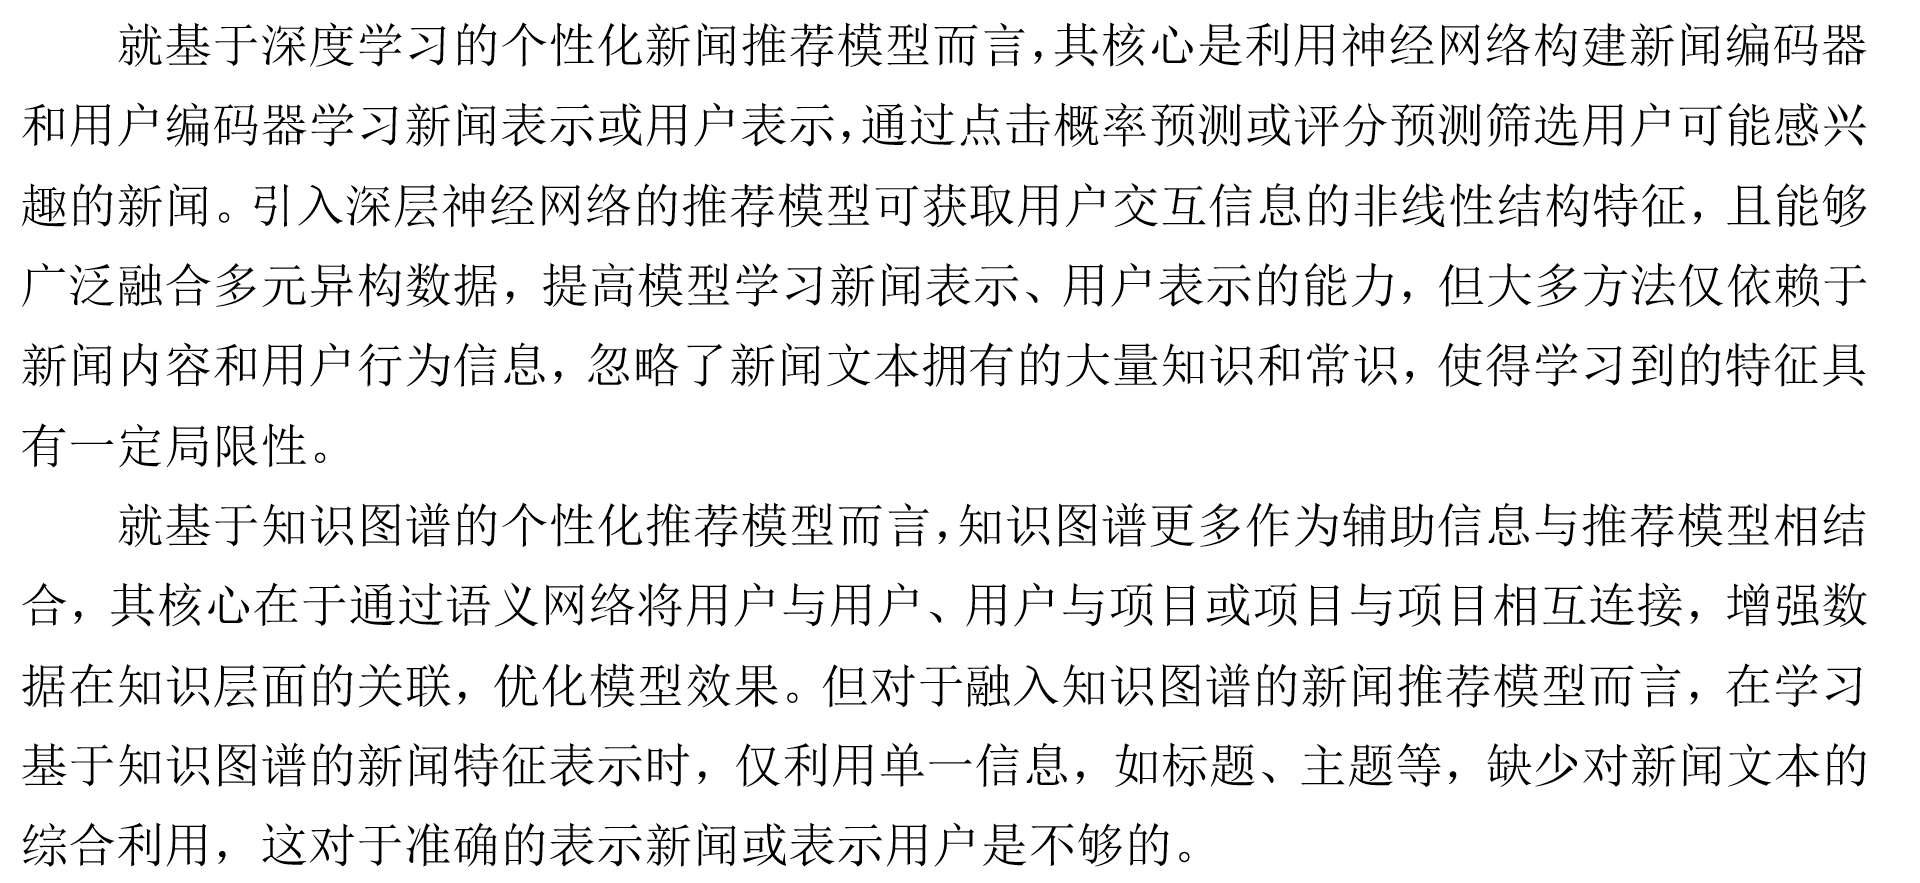 就基于深度学习的个性化新闻推荐模型而言,其核心是利用神经网络构建新闻编码器
和用户编码器学习新闻表示或用户表示,通过点击概率预测或评分预测筛选用户可能感兴
趣的新闻。引入深层神经网络的推荐模型可获取用户交互信息的非线性结构特征，且能够
广泛融合多元异构数据，提高模型学习新闻表示、用户表示的能力，但大多方法仅依赖于
新闻内容和用户行为信息，忽略了新闻文本拥有的大量知识和常识，使得学习到的特征具
有一定局限性。
就基于知识图谱的个性化推荐模型而言,知识图谱更多作为辅助信息与推荐模型相结
合，其核心在于通过语义网络将用户与用户、用户与项目或项目与项目相互连接，增强数
据在知识层面的关联，优化模型效果。但对于融入知识图谱的新闻推荐模型而言，在学习
基于知识图谱的新闻特征表示时，仅利用单一信息，如标题、主题等，缺少对新闻文本的
综合利用，这对于准确的表示新闻或表示用户是不够的。